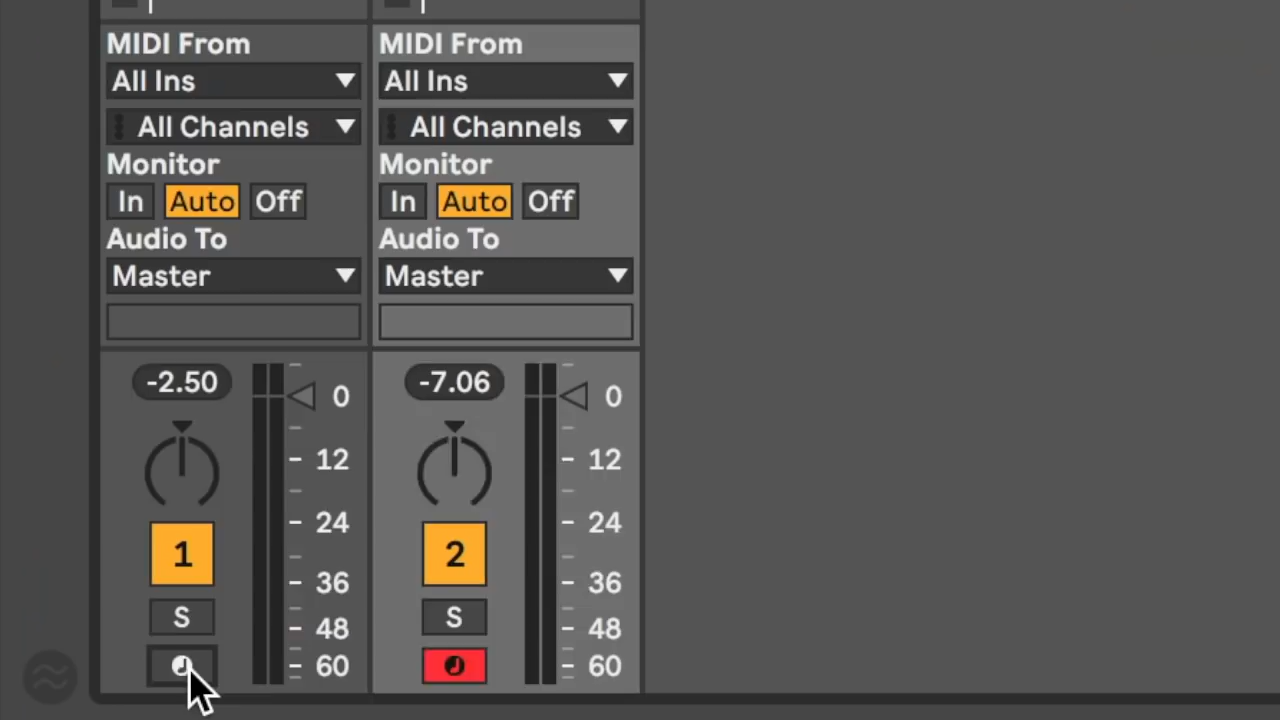 MIDI From MIDI From
All Ins All Ins
All Channels All Channels
Monitor Monitor
In Auto Off In Auto Off
Audio To Audio To
Master Master
-2.50 0 -7.06 0
12 12
24 24
1 2
36 36
S 48 S 48
60 60